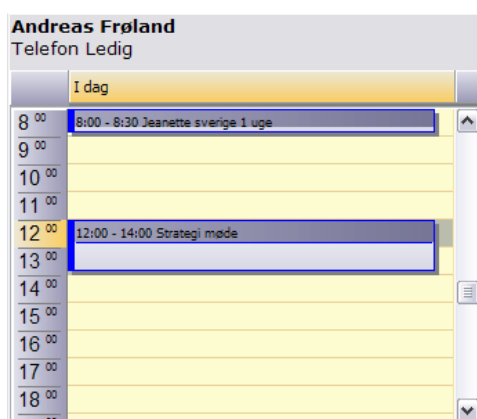 Andreas Frøland
Telefon Ledig
I dag
8 00
8:00 - 8:30 Jeanette sverige 1 uge
9 00
10 00
11 00
12 00
12:00 - 14:00 Strategi møde
13 00
14 00
15 00
16 00
17 00
18 00